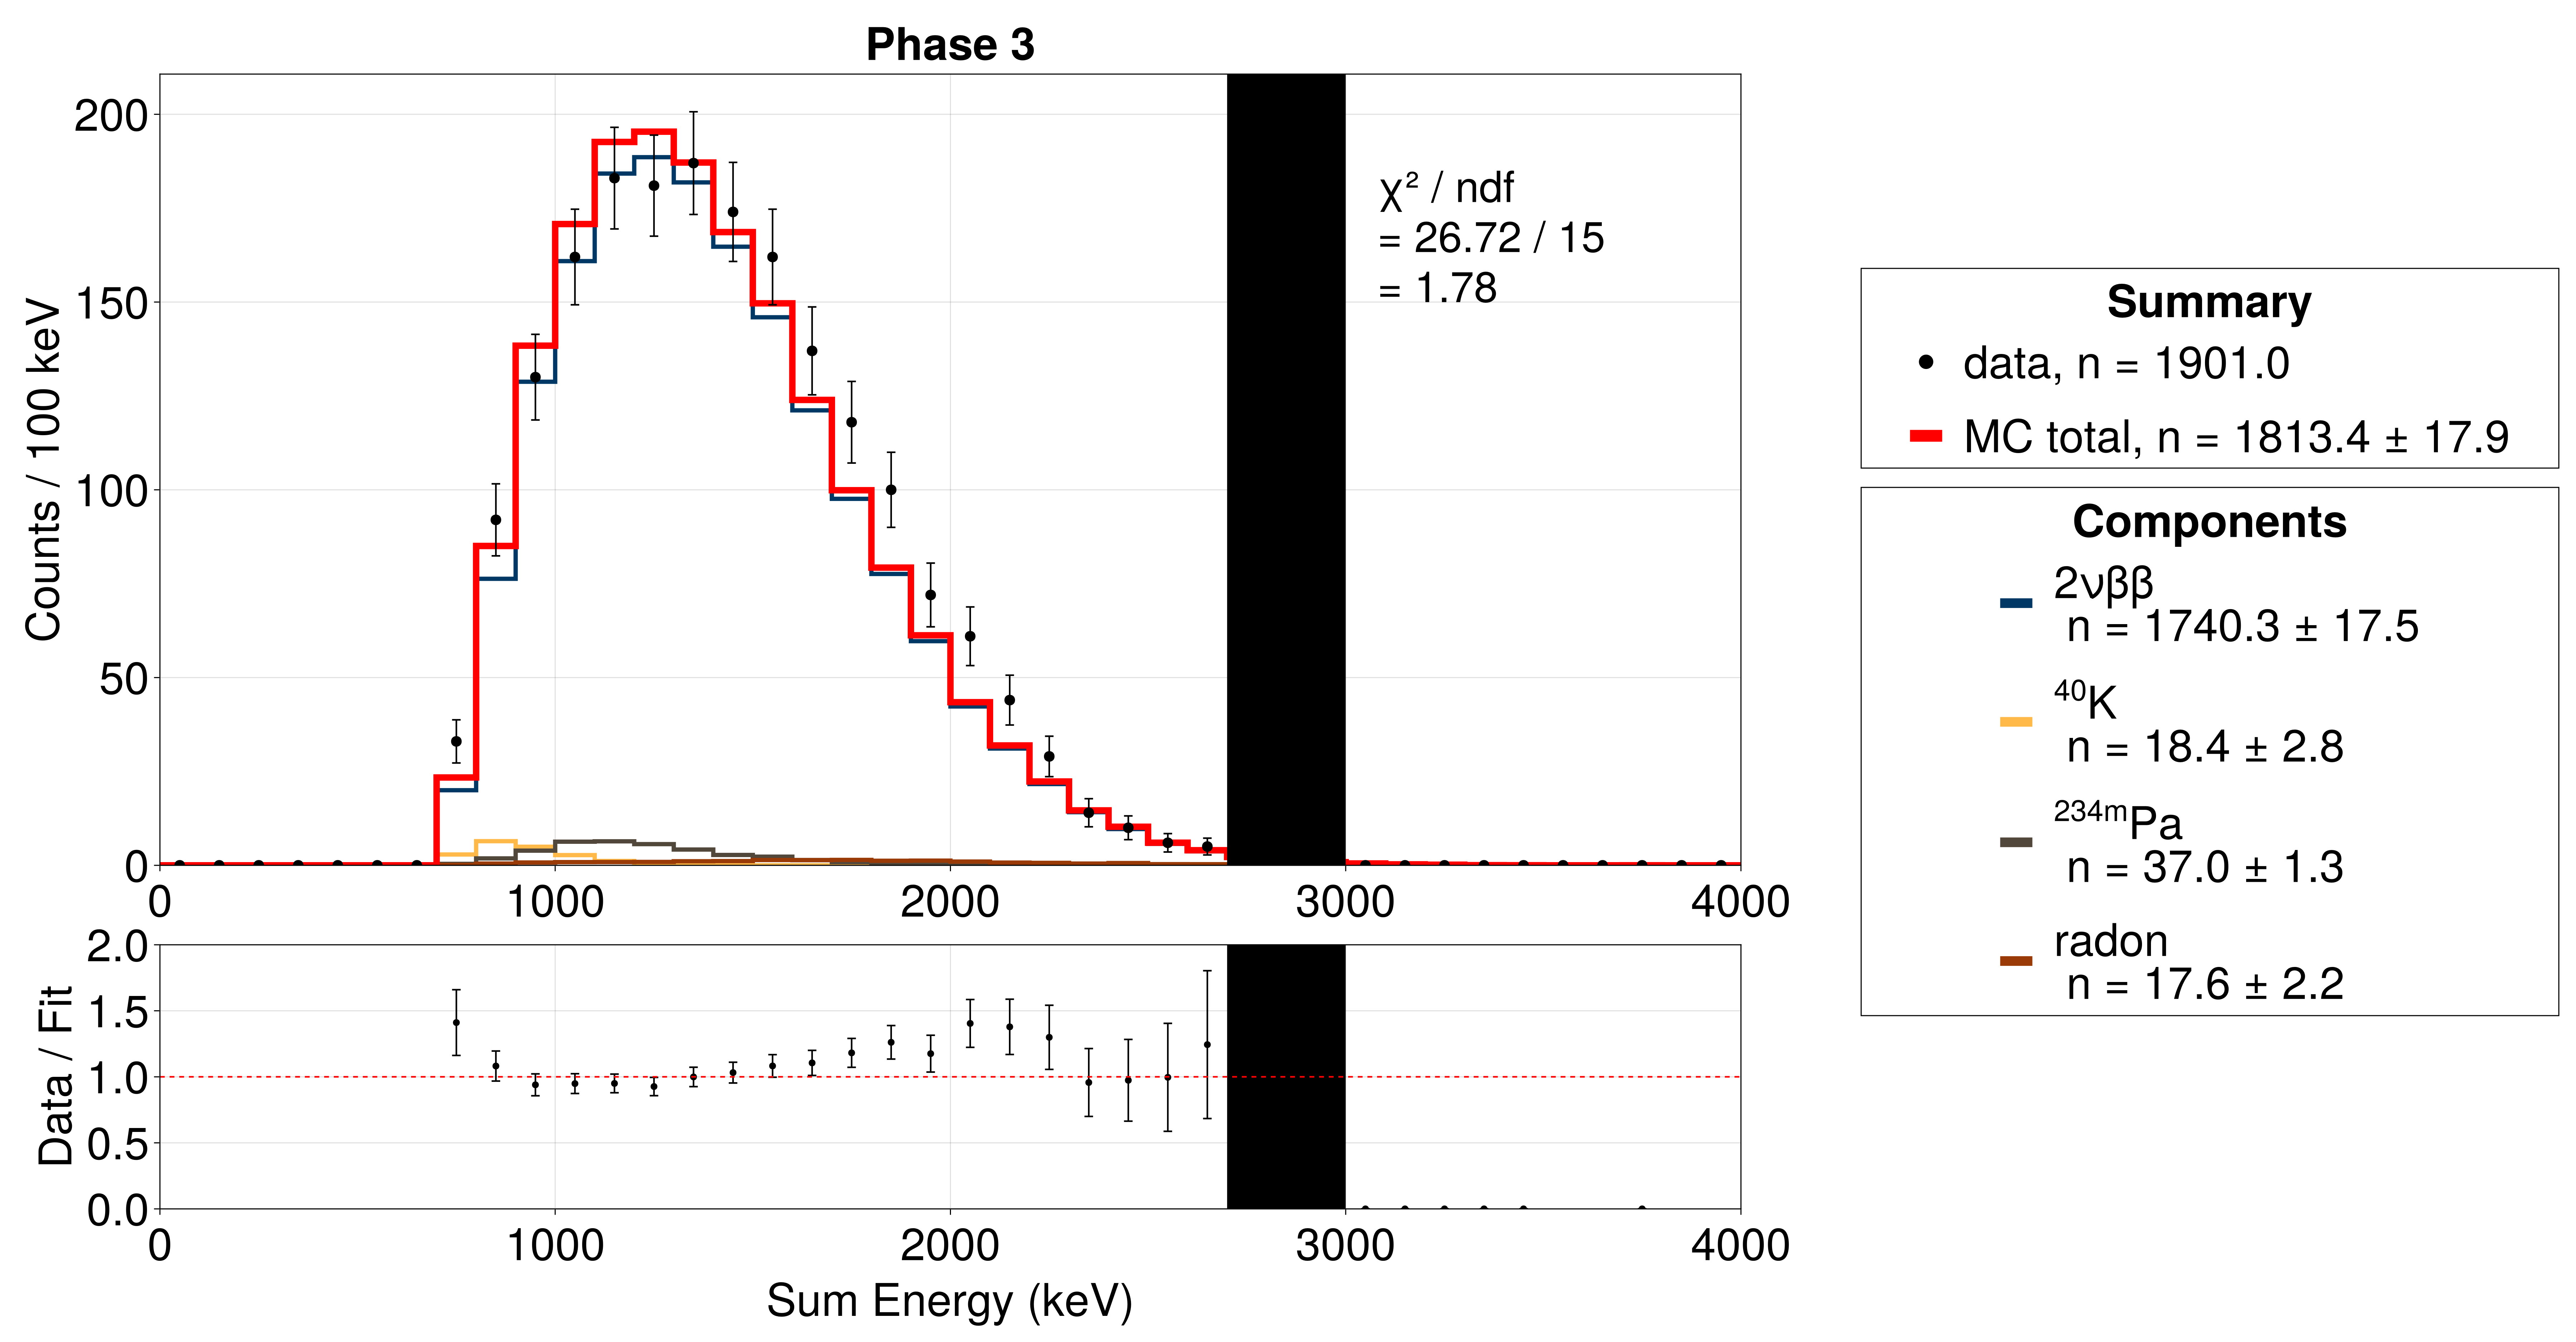 Phase 3
Counts / 100 keV
200
150
100
50
0
0
1000
2000
3000
4000
χ² / ndf
= 26.72 / 15
= 1.78
Data / Fit
2.0
1.5
1.0
0.5
0.0
0
1000
2000
3000
4000
Sum Energy (keV)
Summary
data, n = 1901.0
MC total, n = 1813.4 ± 17.9
Components
2νββ
n = 1740.3 ± 17.5
⁴⁰K
n = 18.4 ± 2.8
²³⁴ᵐPa
n = 37.0 ± 1.3
radon
n = 17.6 ± 2.2